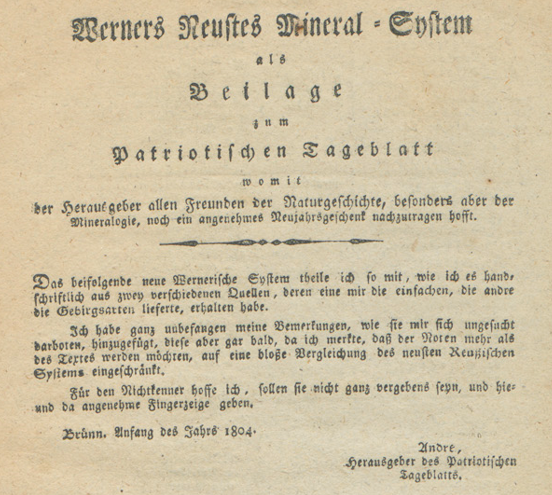 Werners Neustes Mineral = System
als
Beilage
zum
Patriotischen Tageblatt
womit
der Herausgeber allen Freunden der Naturgeschichte, besonders aber der
Mineralogie, noch ein angenehmes Neujahrsgeschenk nachzutragen hofft.
Das beifolgende neue Wernerische System theile ich so mit, wie ich es hand=
schriftlich aus zwey verschiedenen Quellen, deren eine mir die einfachen, die andre
die Gebirgsarten lieferte, erhalten habe.
Ich habe ganz unbefangen meine Bemerkungen, wie sie mir sich ungesucht
darboten, hinzugefügt, diese aber gar bald, da ich merkte, daß der Noten mehr als
des Textes werden möchten, auf eine bloße Vergleichung des neusten Reußischen
Systems eingeschränkt.
Für den Nichtkenner hoffe ich, sollen sie nicht ganz vergebens seyn, und hie=
und da angenehme Fingerzeige geben.
Brünn. Anfang des Jahrs 1804.
Andre,
Herausgeber des Patriotischen
Tageblatts.